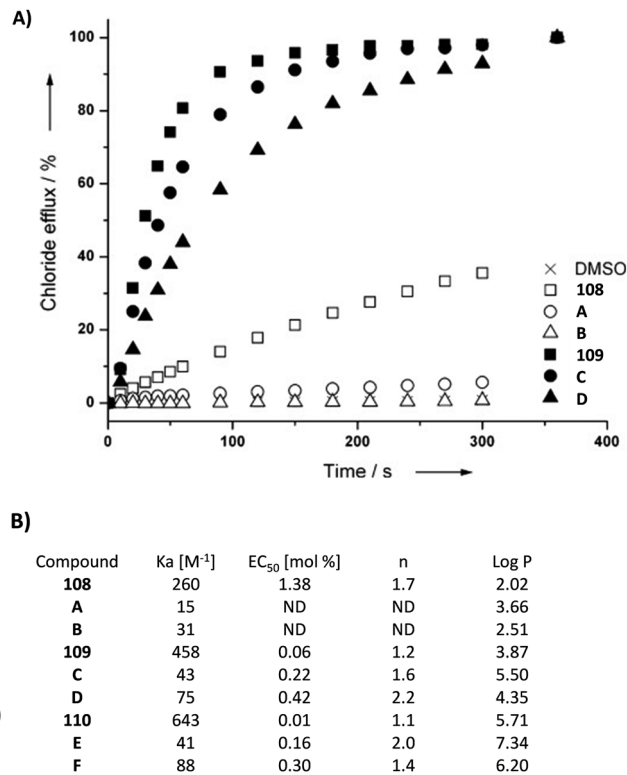 A)
Chloride efflux / %
100
80
60
40
20
0
0 100 200 300 400
Time / s
DMSO
108
A
B
109
C
D
B)
Compound Ka [M-1] EC50 [mol %] n Log P
108 260 1.38 1.7 2.02
A 15 ND ND 3.66
B 31 ND ND 2.51
109 458 0.06 1.2 3.87
C 43 0.22 1.6 5.50
D 75 0.42 2.2 4.35
110 643 0.01 1.1 5.71
E 41 0.16 2.0 7.34
F 88 0.30 1.4 6.20